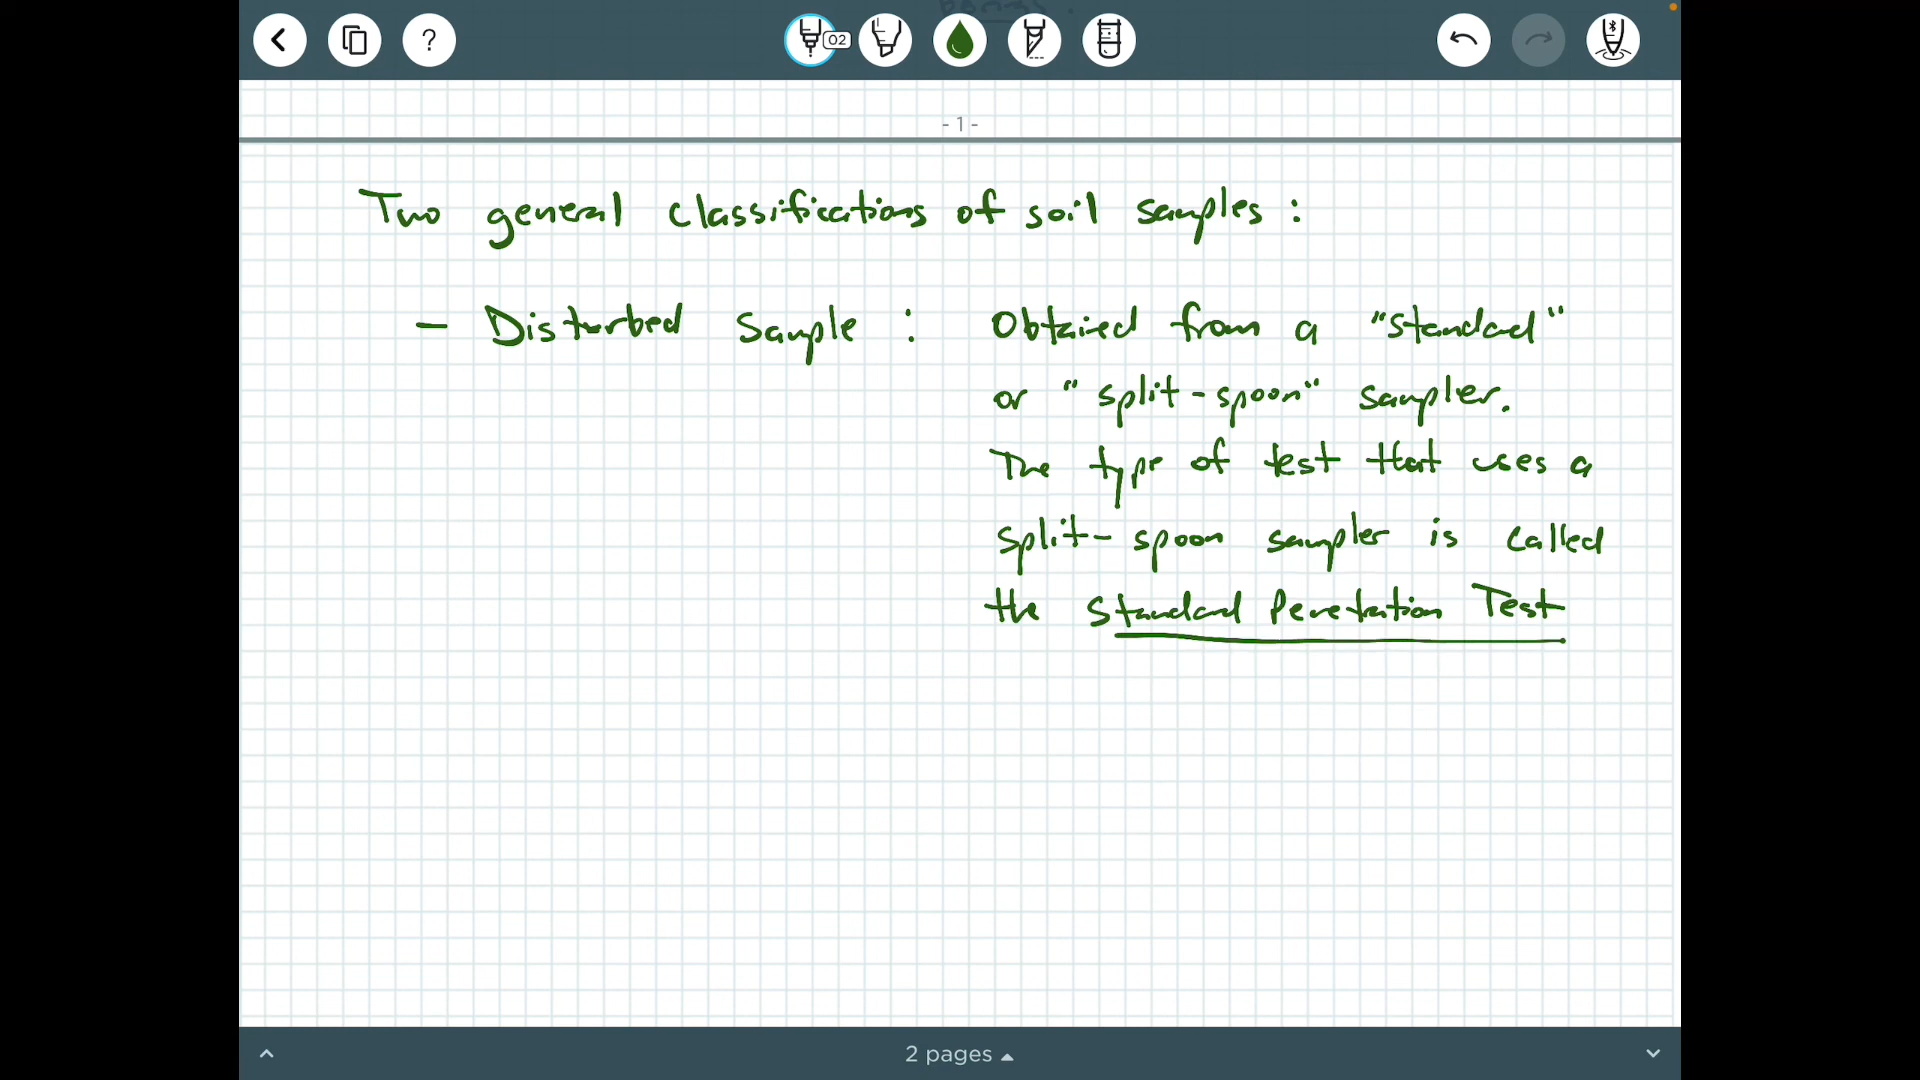 ?
02
- 1 -
Two general classifications of soil samples :
- Disturbed Sample : Obtained from a "standard"
or "split-spoon" sampler.
The type of test that uses a
split-spoon sampler is called
the Standard Penetration Test
2 pages